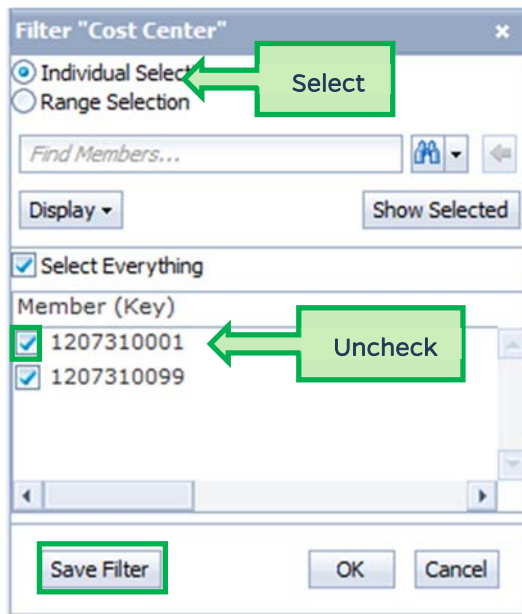 Filter "Cost Center"
Individual Select
Select
Range Selection
Find Members...
Display
Show Selected
Select Everything
Member (Key)
1207310001
Uncheck
1207310099
Save Filter
OK
Cancel